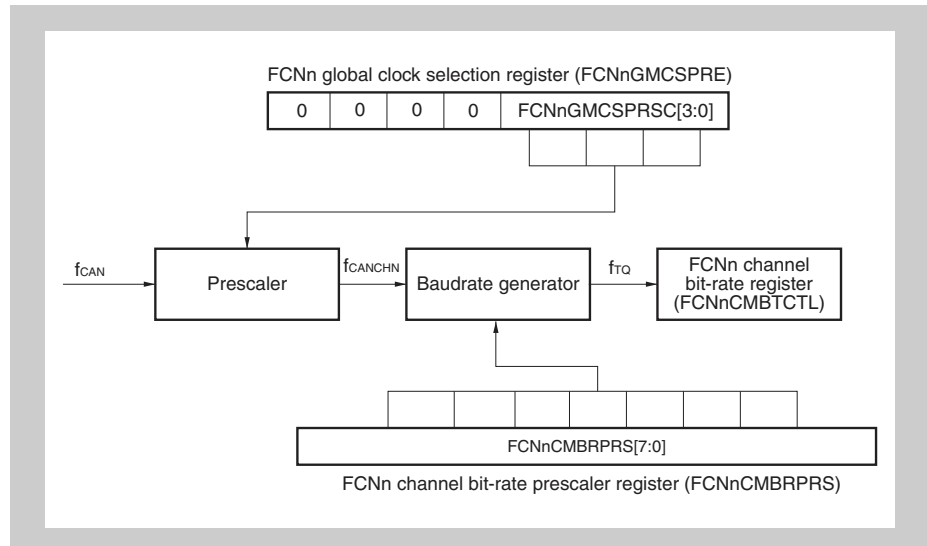 FCNn global clock selection register (FCNnGMCSPRE)
0 0 0 0 FCNnGMCSPRSC[3:0]
fCAN
Prescaler
fCANCHN
Baudrate generator
fTQ
FCNn channel
bit-rate register
(FCNnCMBTCTL)
FCNnCMBRPRS[7:0]
FCNn channel bit-rate prescaler register (FCNnCMBRPRS)